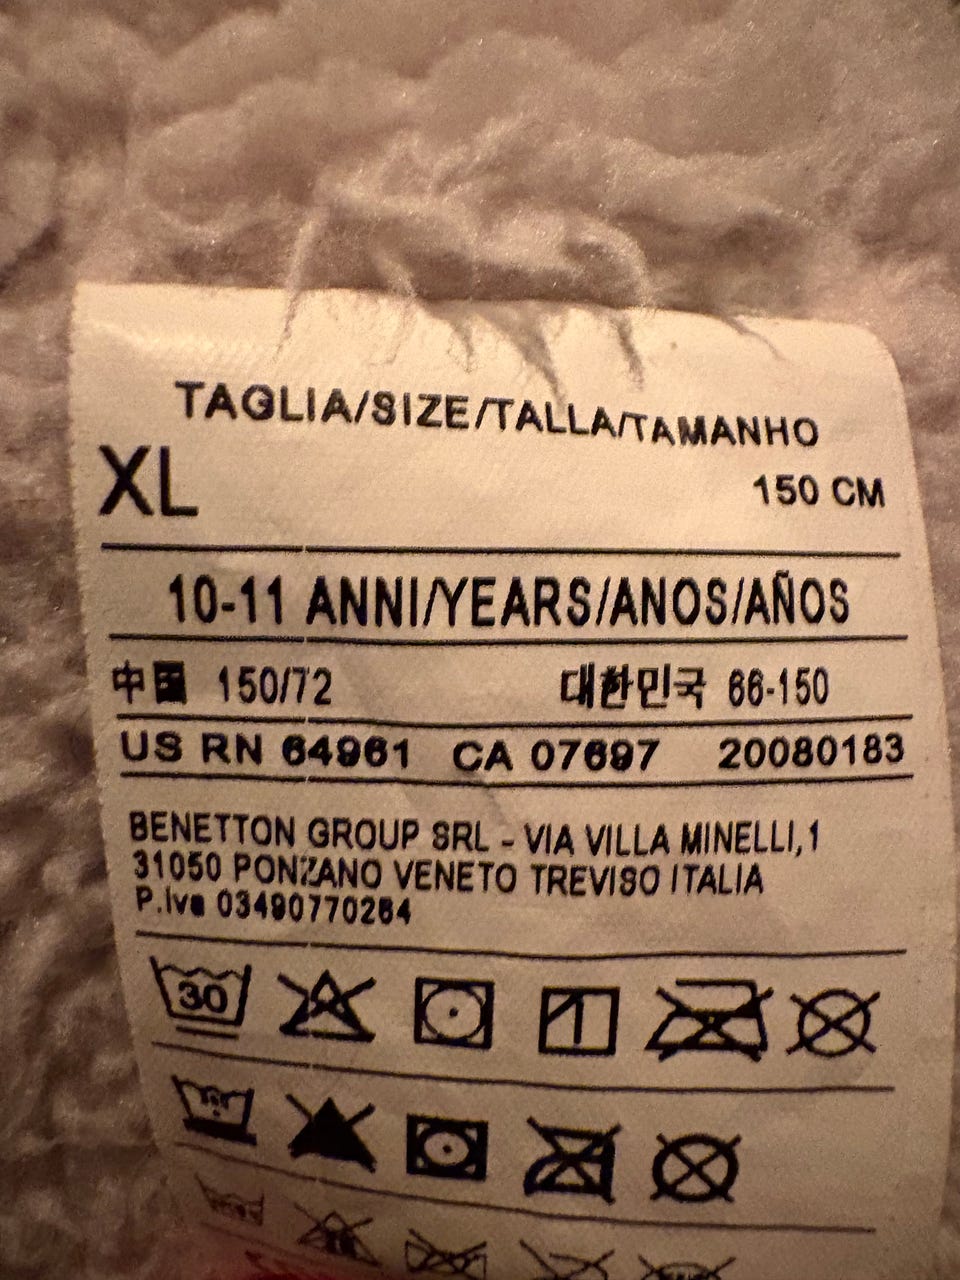 TAGLIA/SIZE/TALLA/TAMANHO
XL 150 CM
10-11 ANNI/YEARS/ANOS/AÑOS
中国 150/72 대한민국 66-150
US RN 64961 CA 07697 20080183
BENETTON GROUP SRL - VIA VILLA MINELLI,1
31050 PONZANO VENETO TREVISO ITALIA
P.Iva 03490770264
30